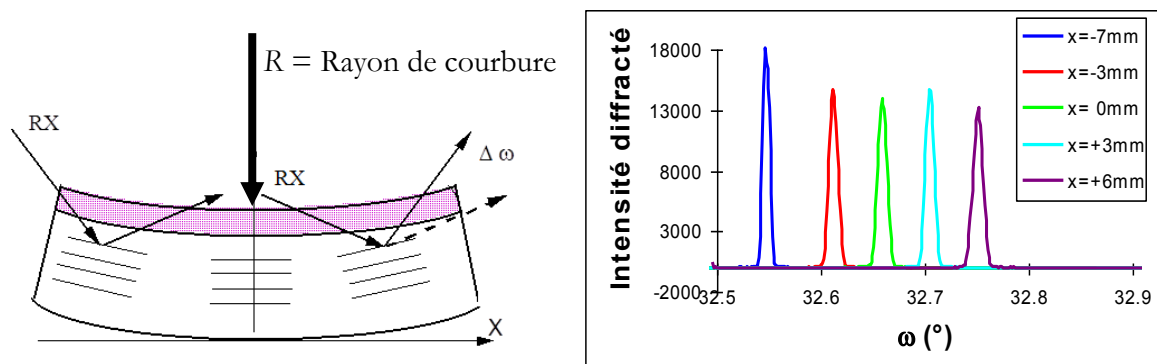 R = Rayon de courbure
RX
RX
Δ ω
X
Intensité diffracté
18000
13000
8000
3000
-2000
32.5
32.6
32.7
32.8
32.9
ω (°)
x=-7mm
x=-3mm
x= 0mm
x=+3mm
x=+6mm